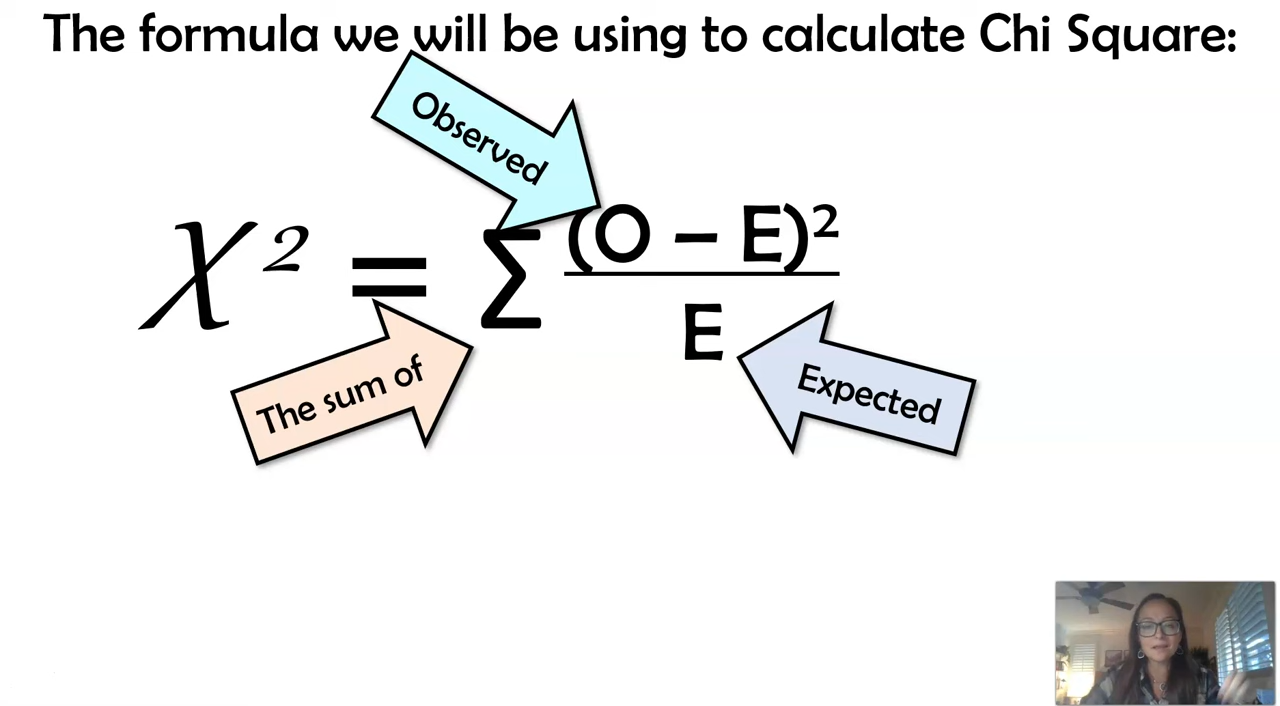 The formula we will be using to calculate Chi Square:
Observed
χ² = Σ (O – E)²
E
The sum of
Expected